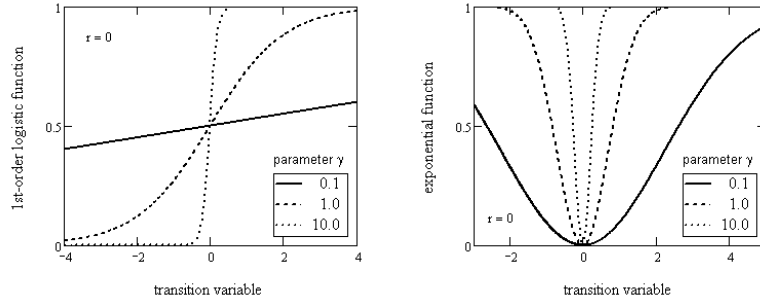 1st-order logistic function
1
0.5
0
r = 0
parameter γ
0.1
1.0
10.0
−4
−2
0
2
4
transition variable
exponential function
1
0.5
0
r = 0
parameter γ
0.1
1.0
10.0
−2
0
2
4
transition variable